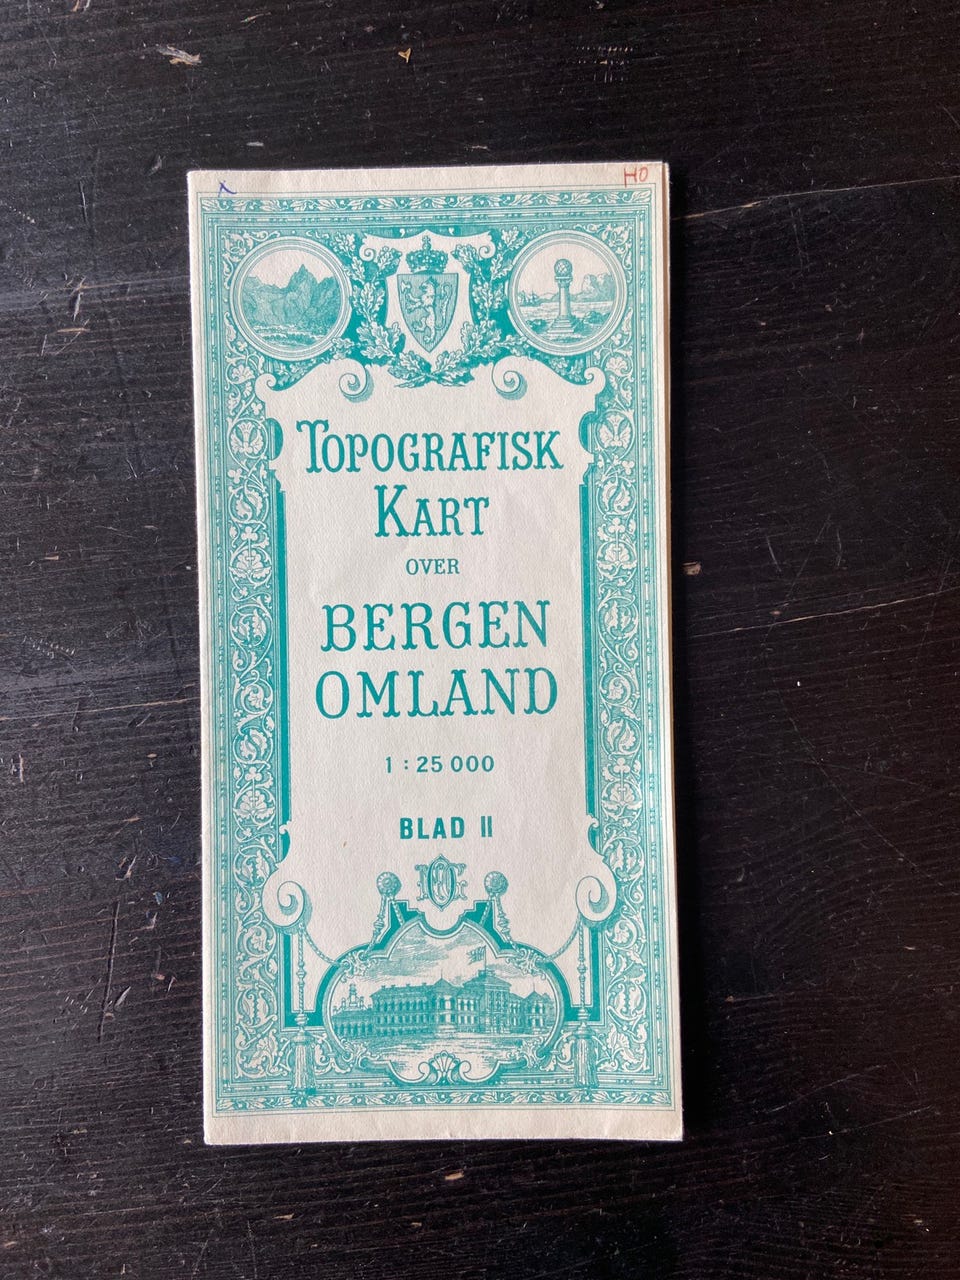 X
HO
TOPOGRAFISK
KART
OVER
BERGEN
OMLAND
1 : 25 000
BLAD II